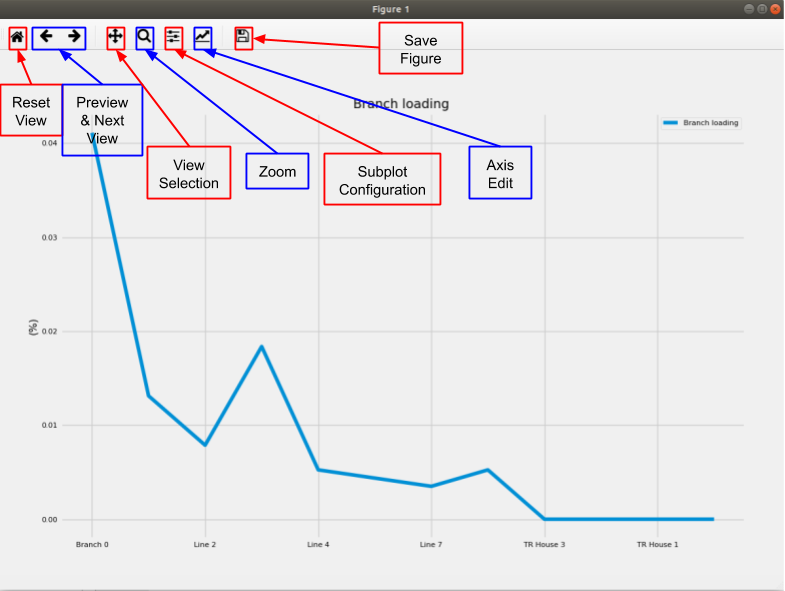 Figure 1
Save
Figure
Reset
View
Preview
& Next
View
View
Selection
Zoom
Subplot
Configuration
Axis
Edit
Branch loading
Branch loading
(%)
0.04
0.03
0.02
0.01
0.00
Branch 0
Line 2
Line 4
Line 7
TR House 3
TR House 1